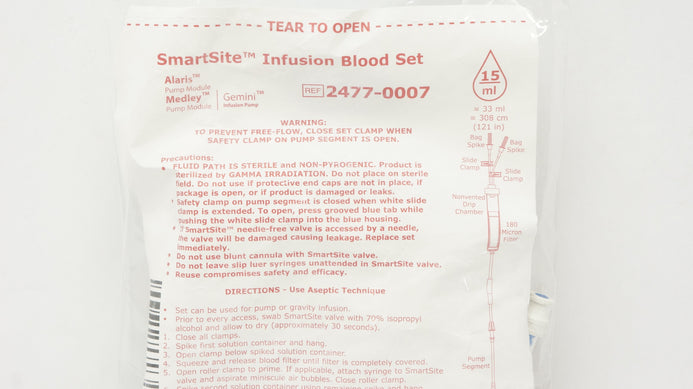 TEAR TO OPEN
SmartSite™ Infusion Blood Set
Alaris™
Pump Module
Medley™
Pump Module
Gemini™
Infusion Pump
REF 2477-0007
15
ml
≈ 33 ml
≈ 308 cm
(121 in)
WARNING:
TO PREVENT FREE-FLOW, CLOSE SET CLAMP WHEN
SAFETY CLAMP ON PUMP SEGMENT IS OPEN.
Precautions:
• FLUID PATH IS STERILE and NON-PYROGENIC. Product is
sterilized by GAMMA IRRADIATION. Do not place on sterile
field. Do not use if protective end caps are not in place, if
package is open, or if product is damaged or leaks.
• Safety clamp on pump segment is closed when white slide
clamp is extended. To open, press grooved blue tab while
pushing the white slide clamp into the blue housing.
• If SmartSite™ needle-free valve is accessed by a needle,
the valve will be damaged causing leakage. Replace set
immediately.
• Do not use blunt cannula with SmartSite valve.
• Do not leave slip luer syringes unattended in SmartSite valve.
• Reuse compromises safety and efficacy.
DIRECTIONS - Use Aseptic Technique
• Set can be used for pump or gravity infusion.
• Prior to every access, swab SmartSite valve with 70% isopropyl
alcohol and allow to dry (approximately 30 seconds).
1. Close all clamps.
2. Spike first solution container and hang.
3. Open clamp below spiked solution container.
4. Squeeze and release blood filter until filter is completely covered.
5. Open roller clamp to prime. If applicable, attach syringe to SmartSite
valve and aspirate miniscule air bubbles. Close roller clamp.
Spike second solution container using remaining spike and hang
Bag
Spike
Bag
Spike
Slide
Clamp
Slide
Clamp
Nonvented
Drip
Chamber
180
Micron
Filter
Pump
Segment